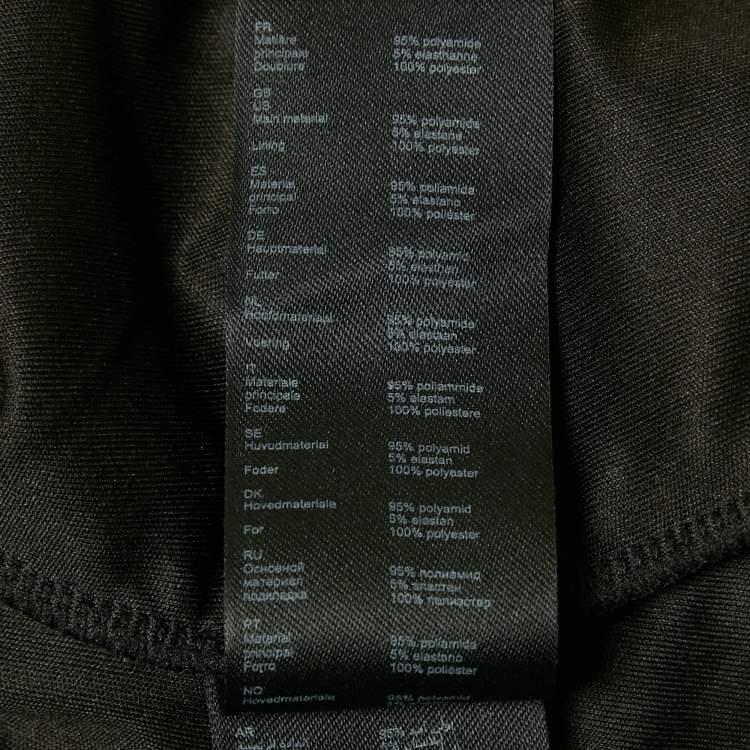 FR
Matière 95% polyamide
principale 5% elasthanne
Doublure 100% polyester
GB
US
Main material 95% polyamide
5% elastane
Lining 100% polyester
ES
Material 95% poliamida
principal 5% elastano
Forro 100% poliéster
DE
Hauptmaterial 95% polyamid
5% elasthan
Futter 100% polyester
NL
Hoofdmateriaal 95% polyamide
5% elastan
Voering 100% polyester
IT
Materiale 95% poliammide
principale 5% elastam
Fodere 100% poliestere
SE
Huvudmaterial 95% polyamid
5% elastan
Foder 100% polyester
DK
Hovedmateriale 95% polyamid
5% elastan
For 100% polyester
RU
Основной 95% полиамид
материал 5% эластан
подкладка 100% полиэстер
PT
Material 95% poliamida
principal 5% elastano
Forro 100% poliéster
NO
Hovedmateriale 95% polyamid
AR